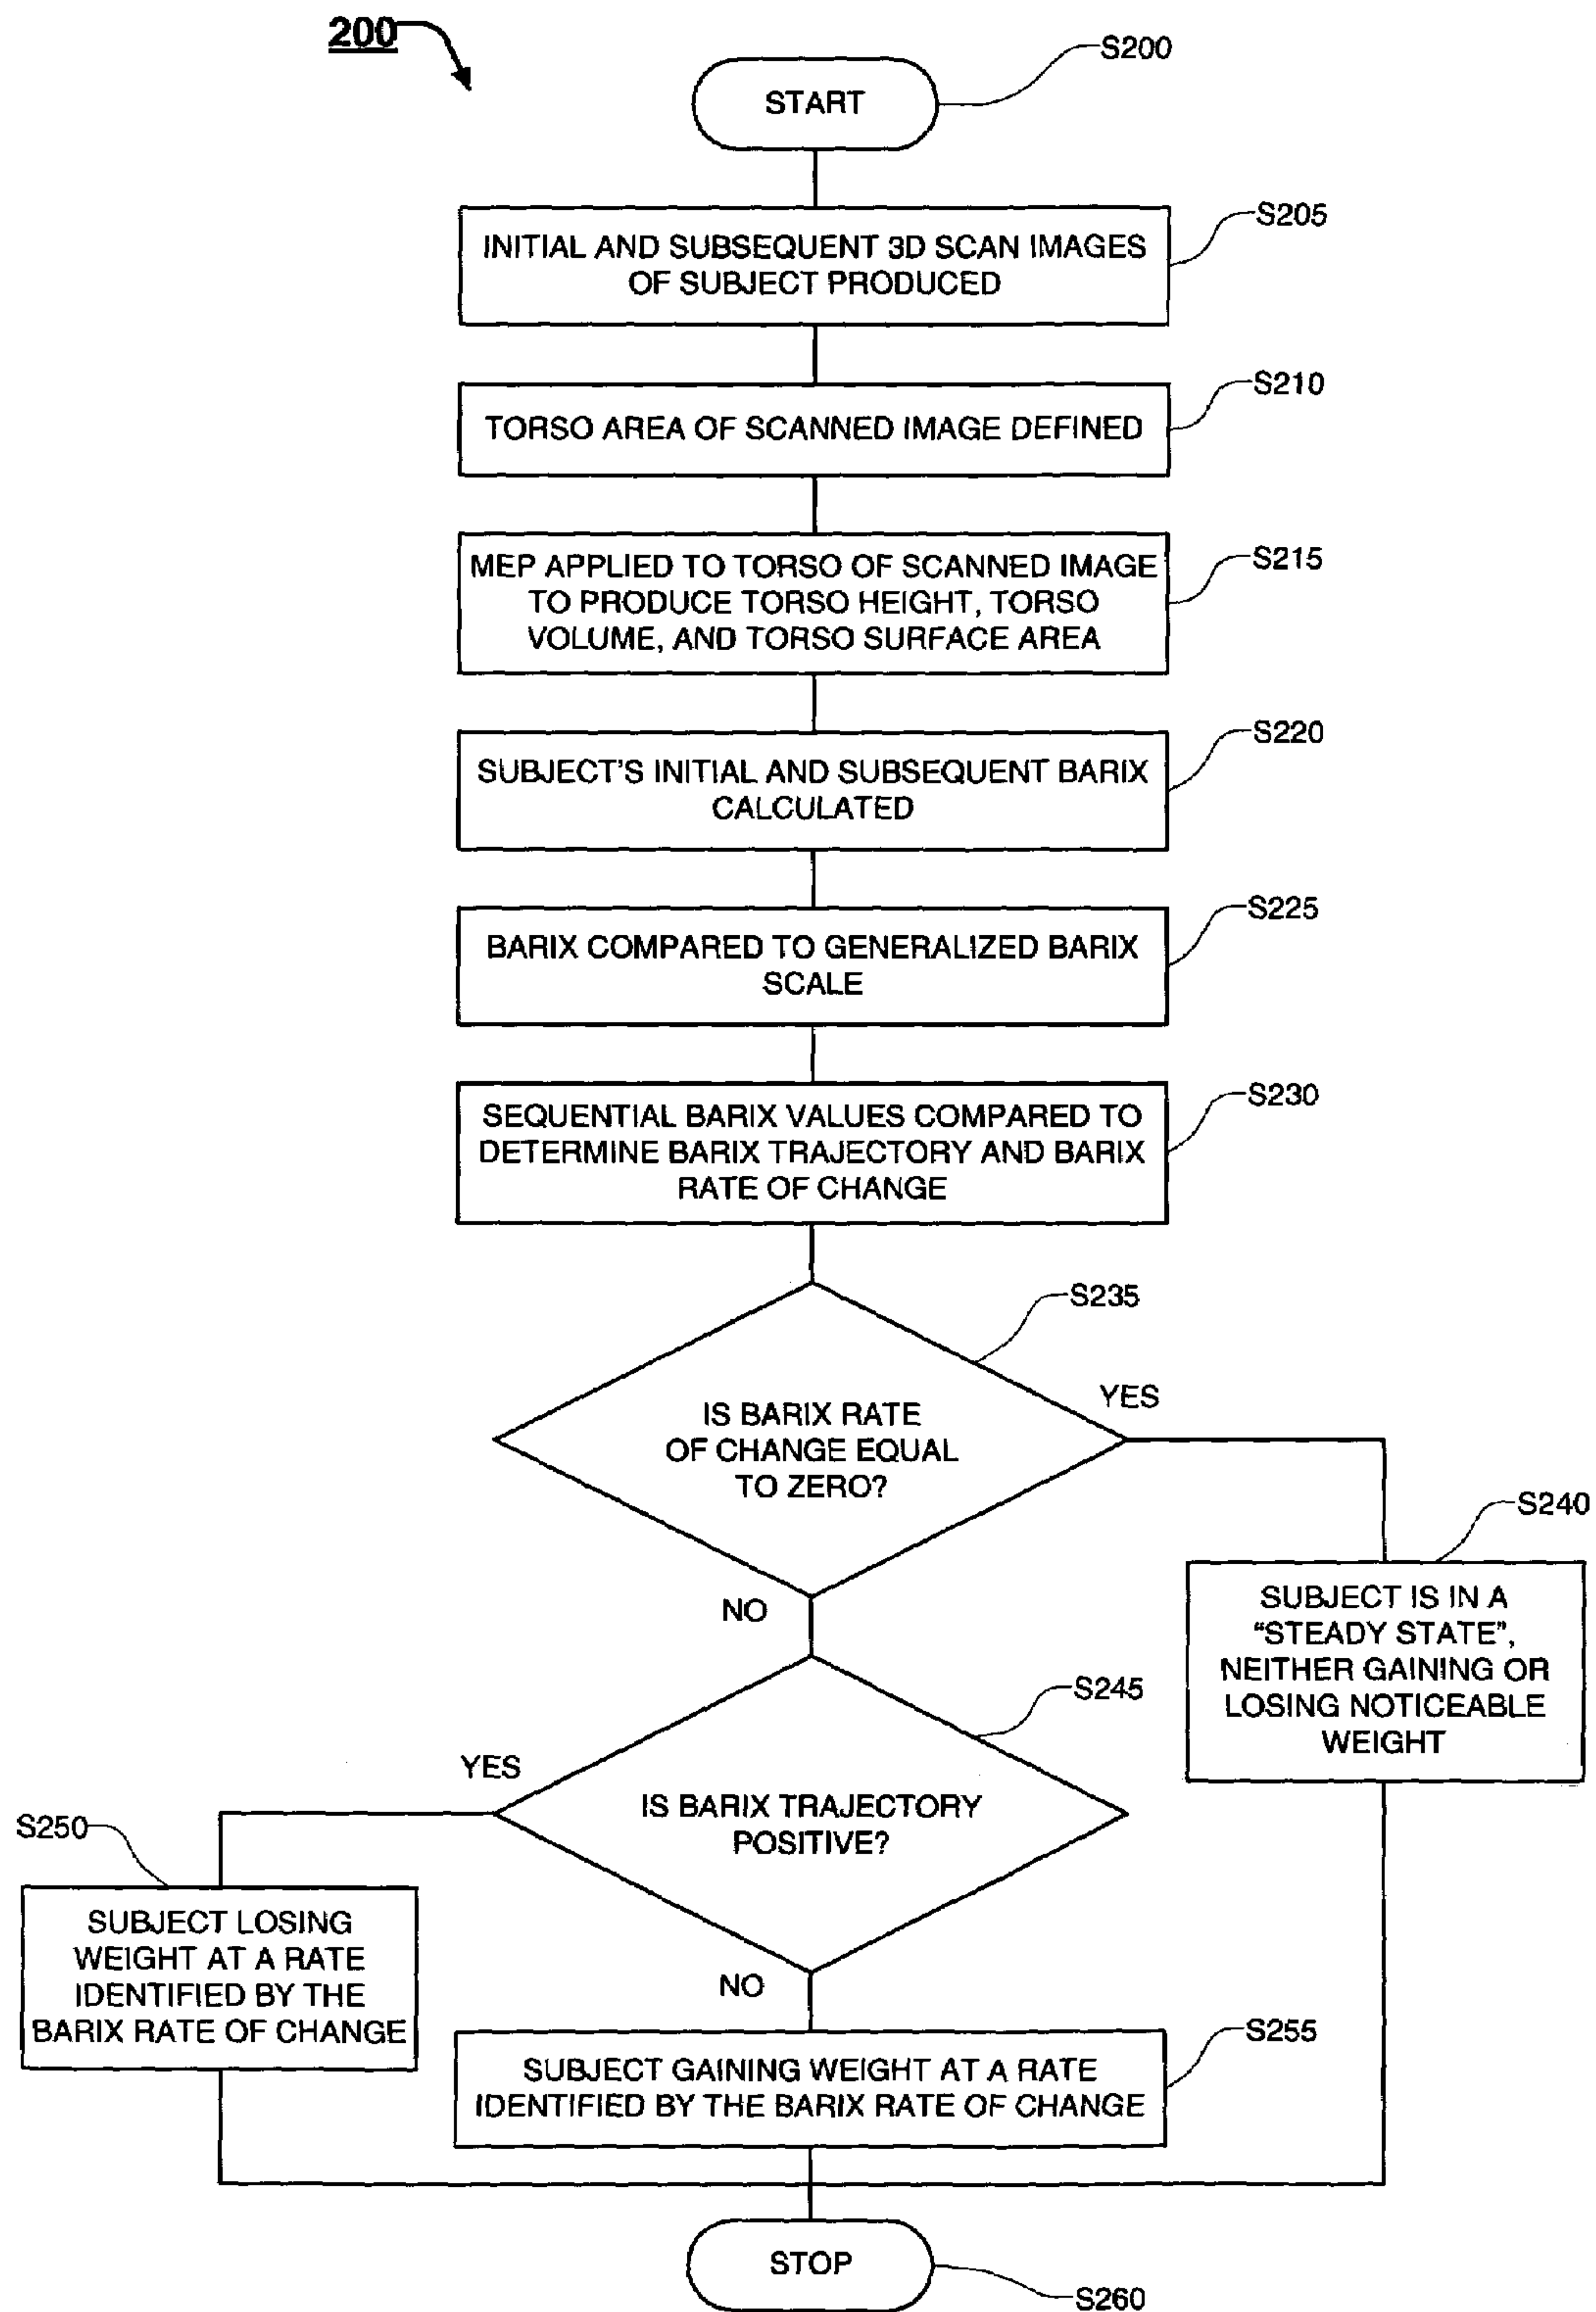 200
S200
START
S205
INITIAL AND SUBSEQUENT 3D SCAN IMAGES
OF SUBJECT PRODUCED
S210
TORSO AREA OF SCANNED IMAGE DEFINED
S215
MEP APPLIED TO TORSO OF SCANNED IMAGE
TO PRODUCE TORSO HEIGHT, TORSO
VOLUME, AND TORSO SURFACE AREA
S220
SUBJECT'S INITIAL AND SUBSEQUENT BARIX
CALCULATED
S225
BARIX COMPARED TO GENERALIZED BARIX
SCALE
S230
SEQUENTIAL BARIX VALUES COMPARED TO
DETERMINE BARIX TRAJECTORY AND BARIX
RATE OF CHANGE
S235
IS BARIX RATE
OF CHANGE EQUAL
TO ZERO?
YES
NO
S240
SUBJECT IS IN A
"STEADY STATE",
NEITHER GAINING OR
LOSING NOTICEABLE
WEIGHT
S245
IS BARIX TRAJECTORY
POSITIVE?
YES
NO
S250
SUBJECT LOSING
WEIGHT AT A RATE
IDENTIFIED BY THE
BARIX RATE OF CHANGE
S255
SUBJECT GAINING WEIGHT AT A RATE
IDENTIFIED BY THE BARIX RATE OF CHANGE
STOP
S260